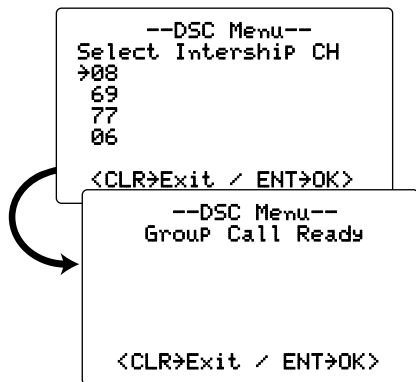 --DSC Menu--
Select Intership CH
→08
69
77
06
<CLR→Exit / ENT→OK>
--DSC Menu--
Group Call Ready
<CLR→Exit / ENT→OK>